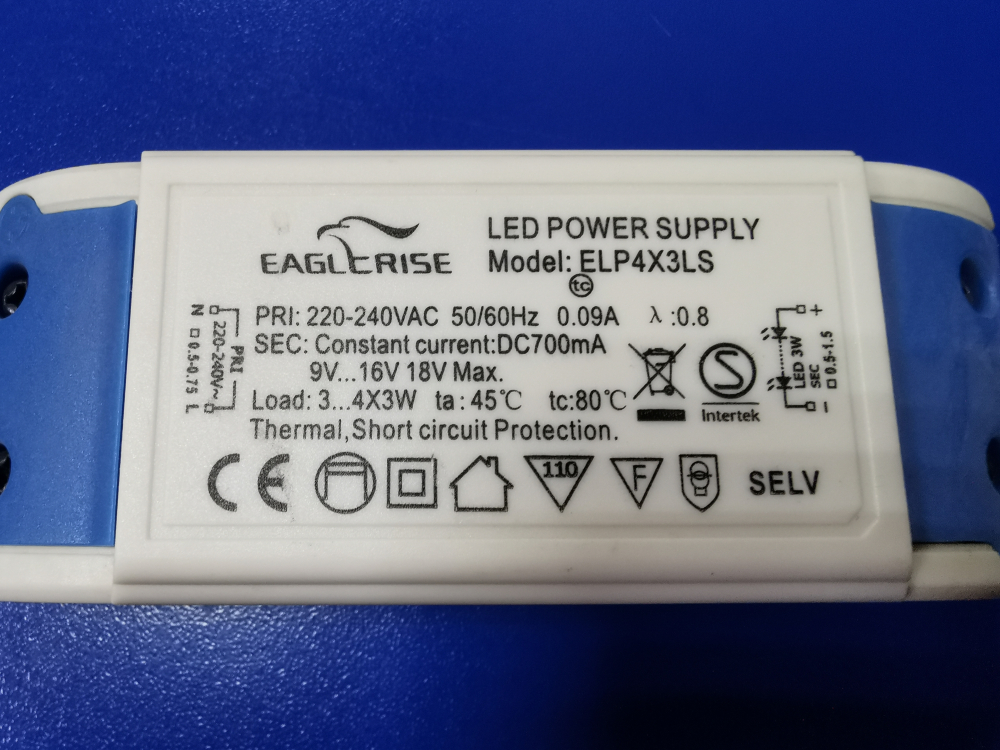 EAGLERISE
LED POWER SUPPLY
Model: ELP4X3LS
tc
PRI: 220-240VAC 50/60Hz 0.09A λ :0.8
SEC: Constant current:DC700mA
9V...16V 18V Max.
Load: 3...4X3W ta : 45℃ tc:80℃
Thermal,Short circuit Protection.
N □ 0.5-0.75 L
220-240V~
PRI
+
LED 3W
SEC
□ 0.5-1.5
-
S
Intertek
CE
110
F
SELV